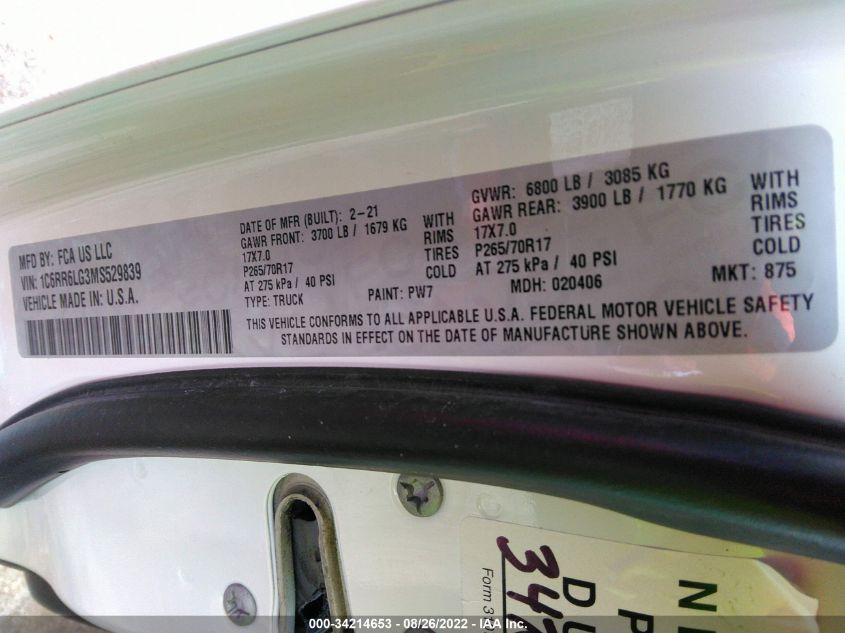 MFD BY: FCA US LLC
VIN: 1C6RR6LG3MS529839
VEHICLE MADE IN: U.S.A.
DATE OF MFR (BUILT): 2-21
GAWR FRONT: 3700 LB / 1679 KG WITH
17X7.0 RIMS
P265/70R17 TIRES
AT 275 kPa / 40 PSI COLD
TYPE: TRUCK PAINT: PW7
GVWR: 6800 LB / 3085 KG
GAWR REAR: 3900 LB / 1770 KG WITH
17X7.0 RIMS
P265/70R17 TIRES
AT 275 kPa / 40 PSI COLD
MDH: 020406 MKT: 875
THIS VEHICLE CONFORMS TO ALL APPLICABLE U.S.A. FEDERAL MOTOR VEHICLE SAFETY
STANDARDS IN EFFECT ON THE DATE OF MANUFACTURE SHOWN ABOVE.
Form
000-34214653 - 08/26/2022 - IAA Inc.